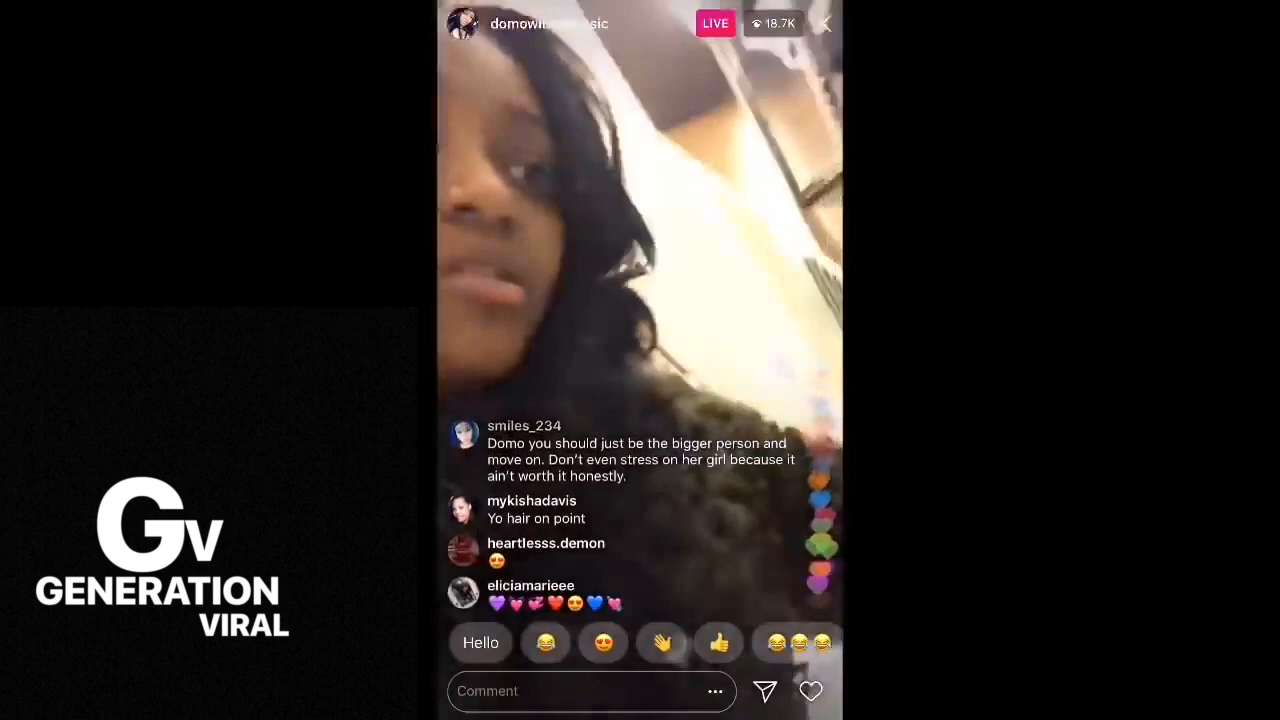 LIVE
18.7K
smiles_234
Domo you should just be the bigger person and
move on. Don't even stress on her girl because it
ain't worth it honestly.
mykishadavis
Yo hair on point
heartlesss.demon
eliciamarieee
Hello
Comment
GV
GENERATION
VIRAL